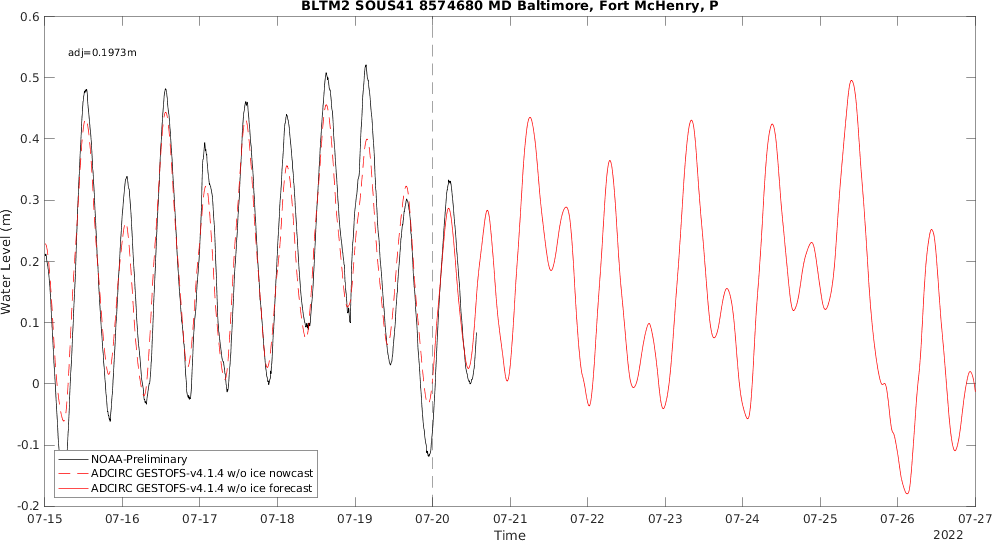 BLTM2 SOUS41 8574680 MD Baltimore, Fort McHenry, P
adj=0.1973m
0.6
0.5
0.4
0.3
0.2
0.1
0
-0.1
-0.2
Water Level (m)
NOAA-Preliminary
ADCIRC GESTOFS-v4.1.4 w/o ice nowcast
ADCIRC GESTOFS-v4.1.4 w/o ice forecast
07-15 07-16 07-17 07-18 07-19 07-20 07-21 07-22 07-23 07-24 07-25 07-26 07-27
Time
2022